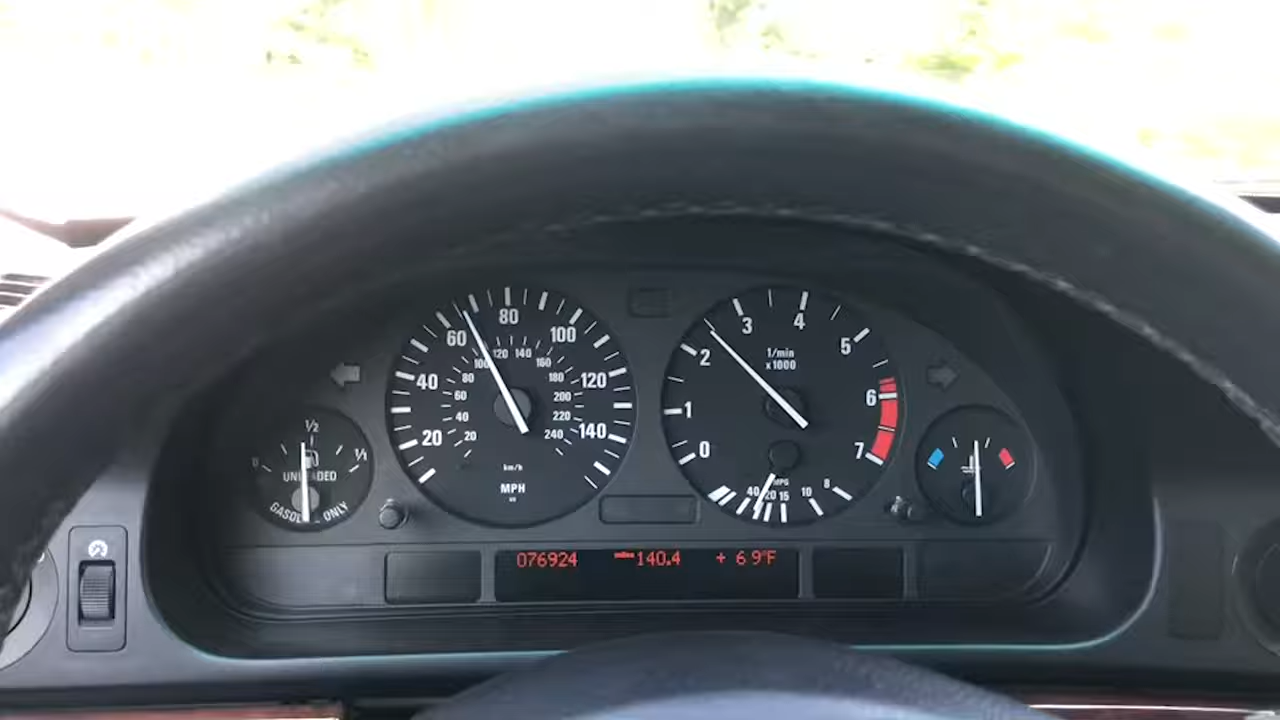 20 40 60 80 100 120 140
20 40 60 80 100 120 140 160 180 200 220 240
km/h
MPH
0 1 2 3 4 5 6 7
1/min
x1000
MPG
40 20 15 10 8
0 1/2 1/1
UNLEADED
GASOLINE ONLY
076924 miles 140.4 + 69°F